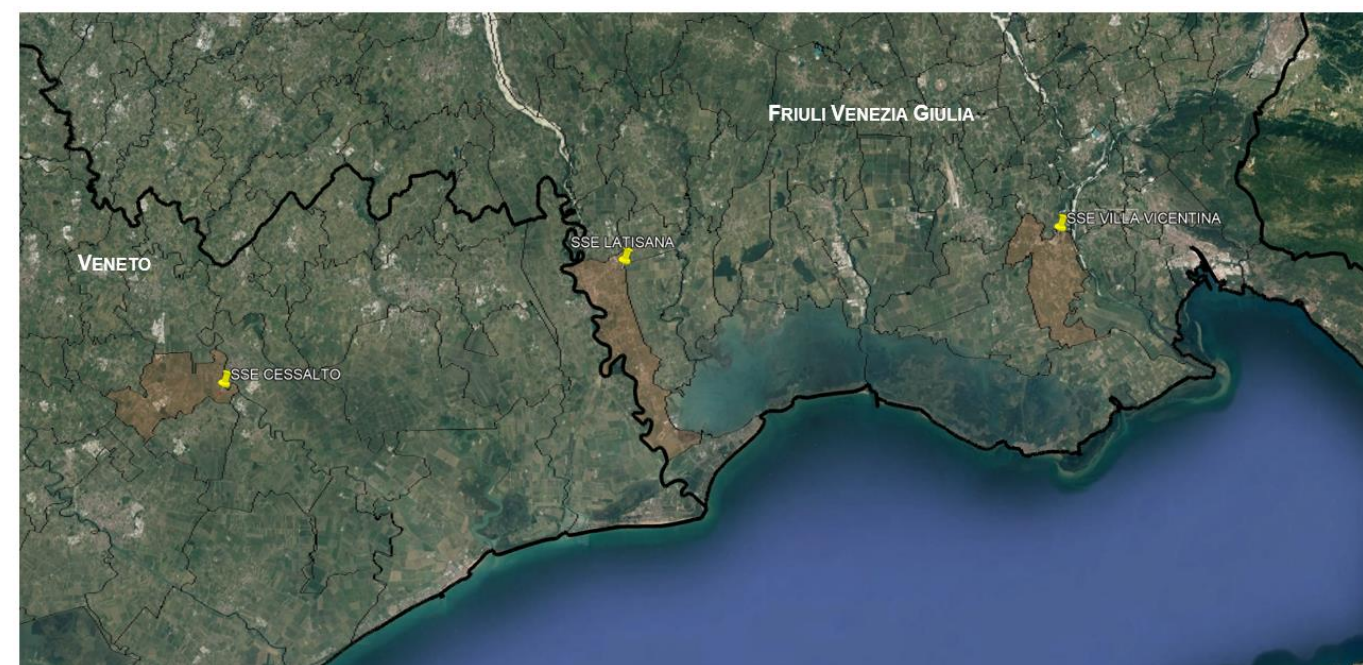 FRIULI VENEZIA GIULIA
SSE VILLA VICENTINA
SSE LATISANA
VENETO
SSE CESSALTO